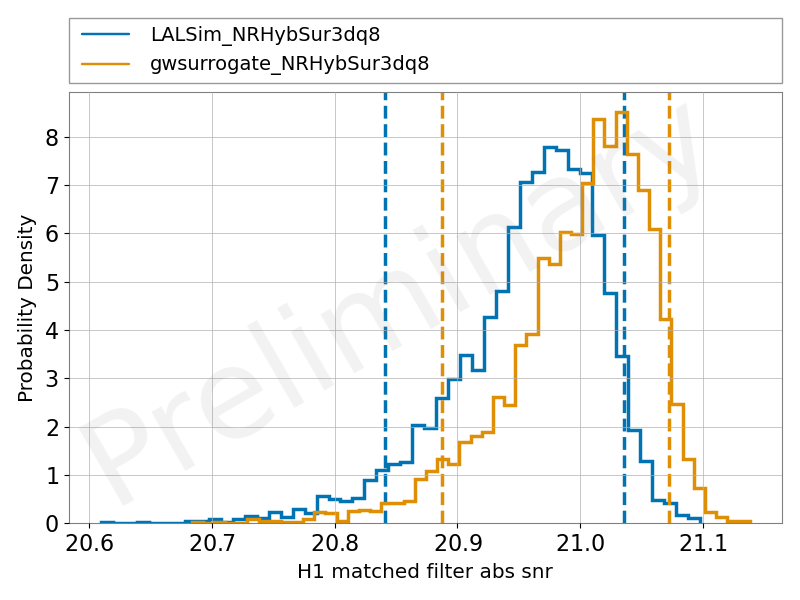 LALSim_NRHybSur3dq8
gwsurrogate_NRHybSur3dq8
Preliminary
Probability Density
8
7
6
5
4
3
2
1
0
20.6 20.7 20.8 20.9 21.0 21.1
H1 matched filter abs snr